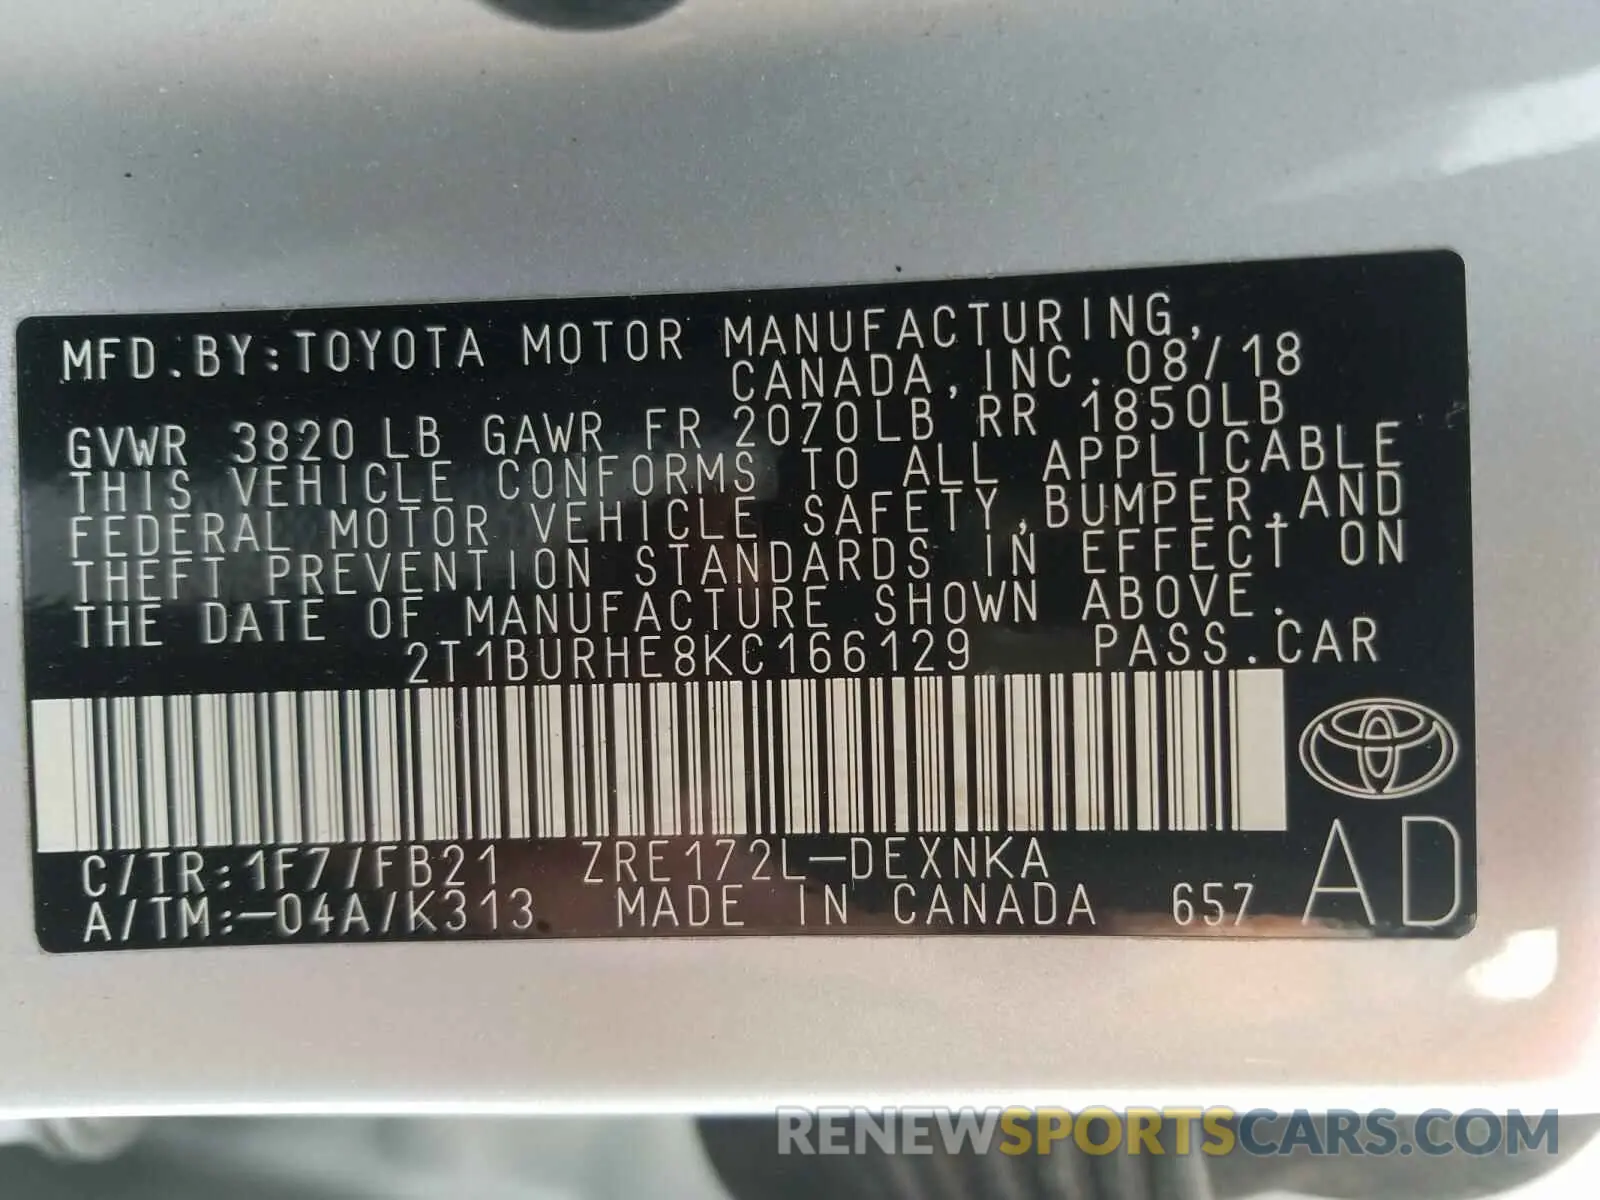 MFD.BY:TOYOTA MOTOR MANUFACTURING,
CANADA,INC. 08/18
GVWR 3820 LB GAWR FR 2070LB RR 1850LB
THIS VEHICLE CONFORMS TO ALL APPLICABLE
FEDERAL MOTOR VEHICLE SAFETY,BUMPER,AND
THEFT PREVENTION STANDARDS IN EFFECT ON
THE DATE OF MANUFACTURE SHOWN ABOVE.
2T1BURHE8KC166129 PASS.CAR
C/TR:1F7/FB21 ZRE172L-DEXNKA
A/TM:-04A/K313 MADE IN CANADA 657
AD
RENEWSPORTSCARS.COM